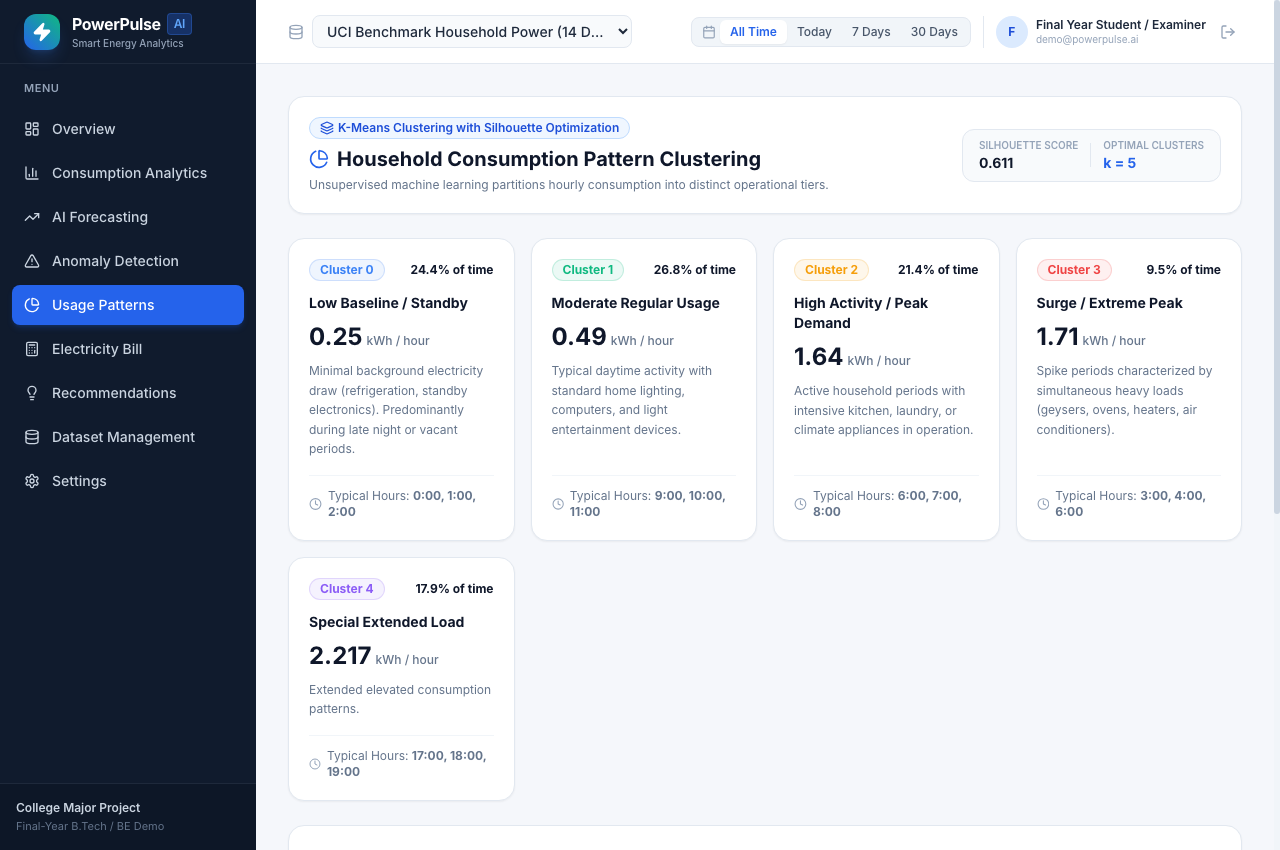 PowerPulse AI
Smart Energy Analytics
MENU
Overview
Consumption Analytics
AI Forecasting
Anomaly Detection
Usage Patterns
Electricity Bill
Recommendations
Dataset Management
Settings
College Major Project
Final-Year B.Tech / BE Demo
UCI Benchmark Household Power (14 D...
All Time Today 7 Days 30 Days
F
Final Year Student / Examiner
demo@powerpulse.ai
K-Means Clustering with Silhouette Optimization
Household Consumption Pattern Clustering
Unsupervised machine learning partitions hourly consumption into distinct operational tiers.
SILHOUETTE SCORE
0.611
OPTIMAL CLUSTERS
k = 5
Cluster 0 24.4% of time
Low Baseline / Standby
0.25 kWh / hour
Minimal background electricity
draw (refrigeration, standby
electronics). Predominantly
during late night or vacant
periods.
Typical Hours: 0:00, 1:00,
2:00
Cluster 1 26.8% of time
Moderate Regular Usage
0.49 kWh / hour
Typical daytime activity with
standard home lighting,
computers, and light
entertainment devices.
Typical Hours: 9:00, 10:00,
11:00
Cluster 2 21.4% of time
High Activity / Peak
Demand
1.64 kWh / hour
Active household periods with
intensive kitchen, laundry, or
climate appliances in operation.
Typical Hours: 6:00, 7:00,
8:00
Cluster 3 9.5% of time
Surge / Extreme Peak
1.71 kWh / hour
Spike periods characterized by
simultaneous heavy loads
(geysers, ovens, heaters, air
conditioners).
Typical Hours: 3:00, 4:00,
6:00
Cluster 4 17.9% of time
Special Extended Load
2.217 kWh / hour
Extended elevated consumption
patterns.
Typical Hours: 17:00, 18:00,
19:00